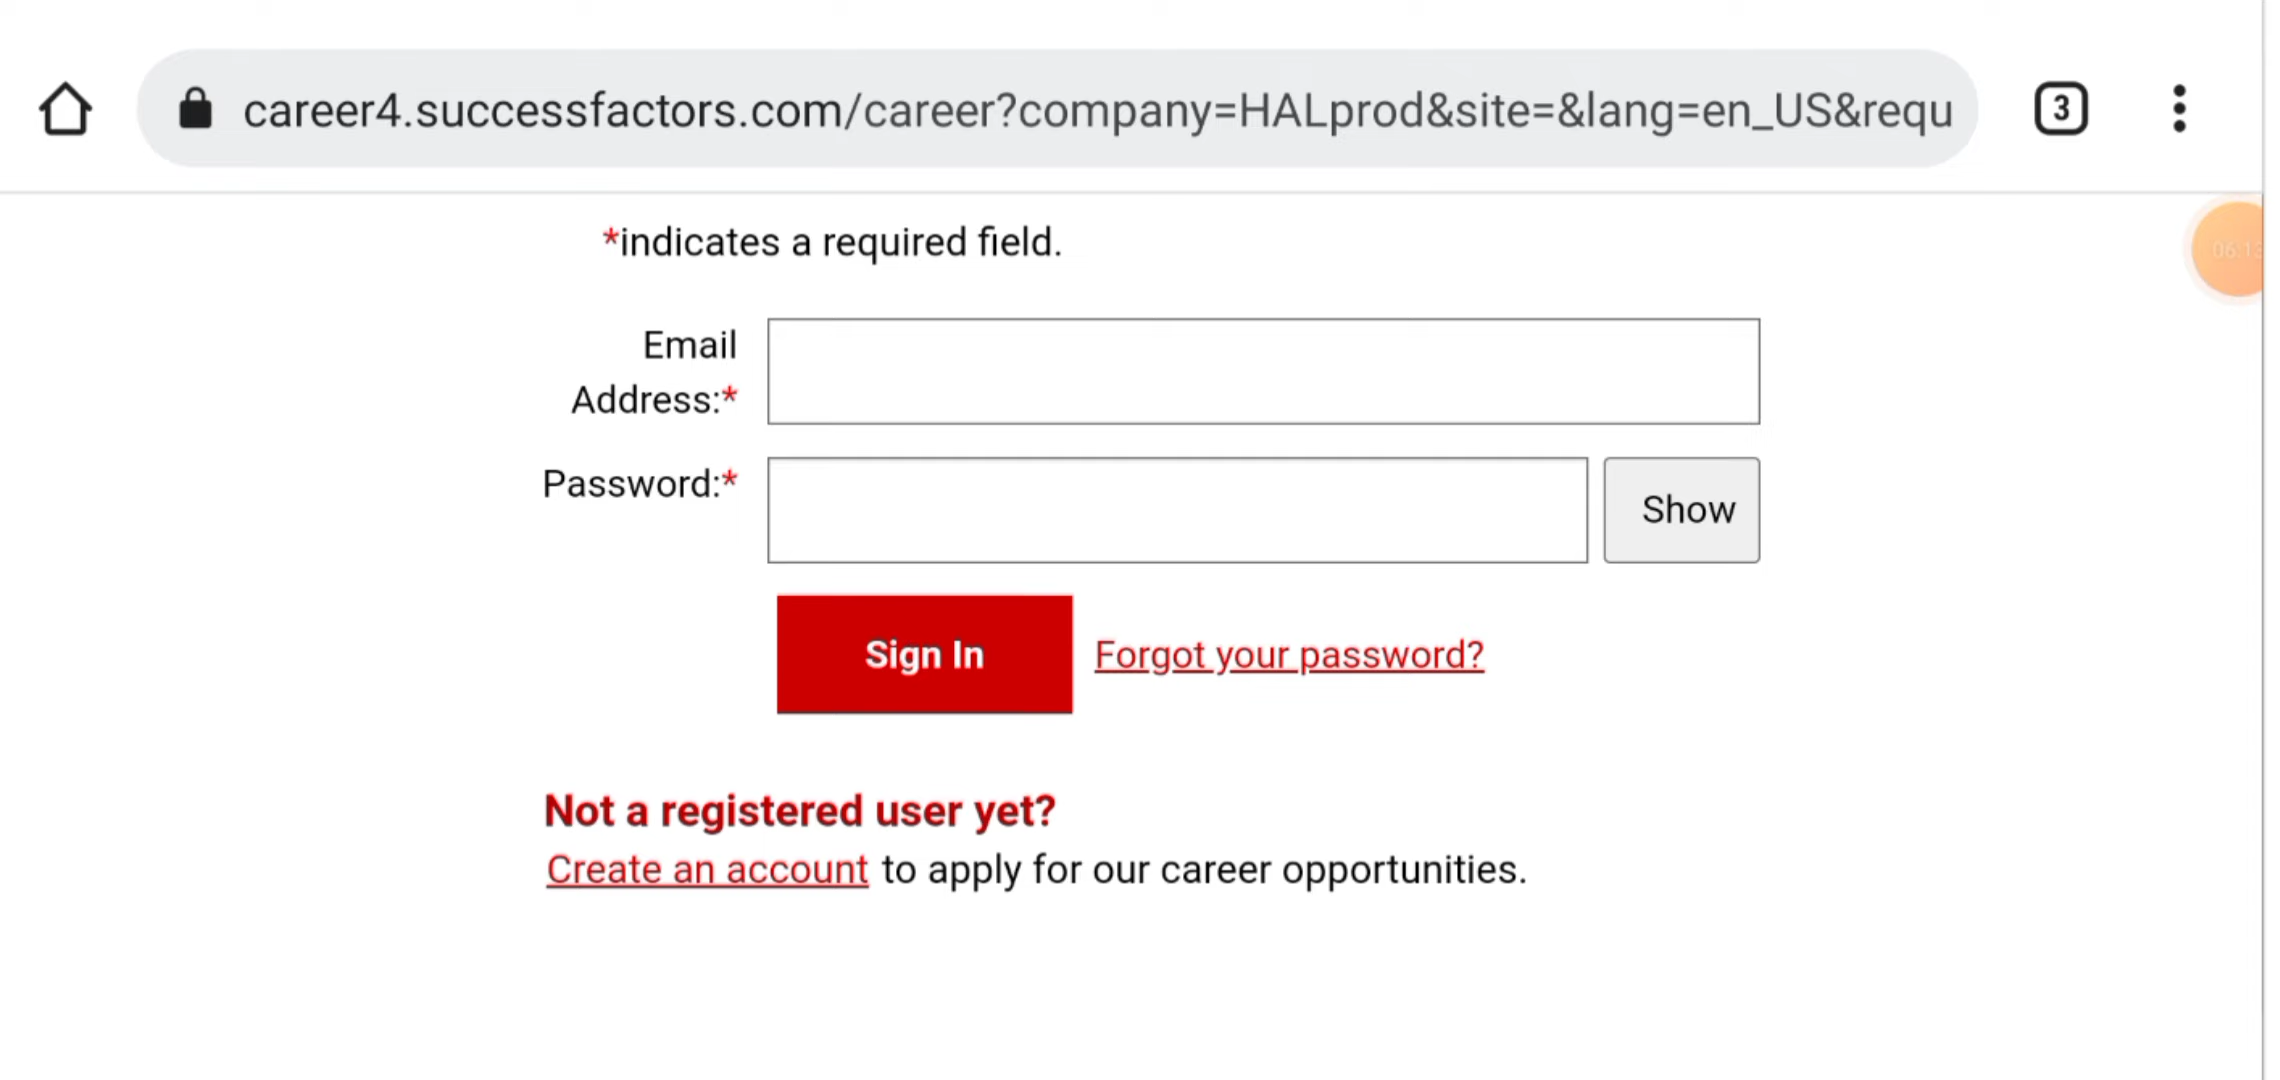 career4.successfactors.com/career?company=HALprod&site=&lang=en_US&requ
3
*indicates a required field.
Email
Address:*
Password:*
Show
Sign In
Forgot your password?
Not a registered user yet?
Create an account to apply for our career opportunities.